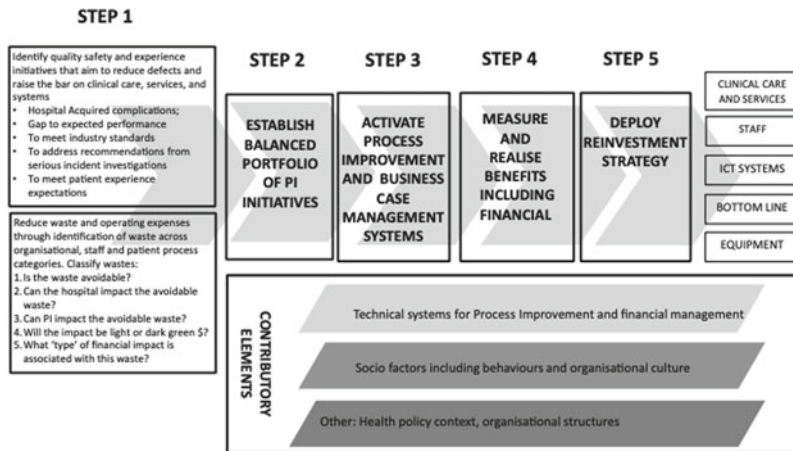 STEP 1
Identify quality safety and experience
initiatives that aim to reduce defects and
raise the bar on clinical care, services, and
systems
• Hospital Acquired complications;
• Gap to expected performance
• To meet industry standards
• To address recommendations from
serious incident investigations
• To meet patient experience
expectations
Reduce waste and operating expenses
through identification of waste across
organisational, staff and patient process
categories. Classify wastes:
1. Is the waste avoidable?
2. Can the hospital impact the avoidable
waste?
3. Can PI impact the avoidable waste?
4. Will the impact be light or dark green $?
5. What 'type' of financial impact is
associated with this waste?
STEP 2
ESTABLISH
BALANCED
PORTFOLIO
OF PI
INITIATIVES
STEP 3
ACTIVATE
PROCESS
IMPROVEMENT
AND BUSINESS
CASE
MANAGEMENT
SYSTEMS
STEP 4
MEASURE
AND
REALISE
BENEFITS
INCLUDING
FINANCIAL
STEP 5
DEPLOY
REINVESTMENT
STRATEGY
CLINICAL CARE
AND SERVICES
STAFF
ICT SYSTEMS
BOTTOM LINE
EQUIPMENT
CONTRIBUTORY
ELEMENTS
Technical systems for Process Improvement and financial management
Socio factors including behaviours and organisational culture
Other: Health policy context, organisational structures